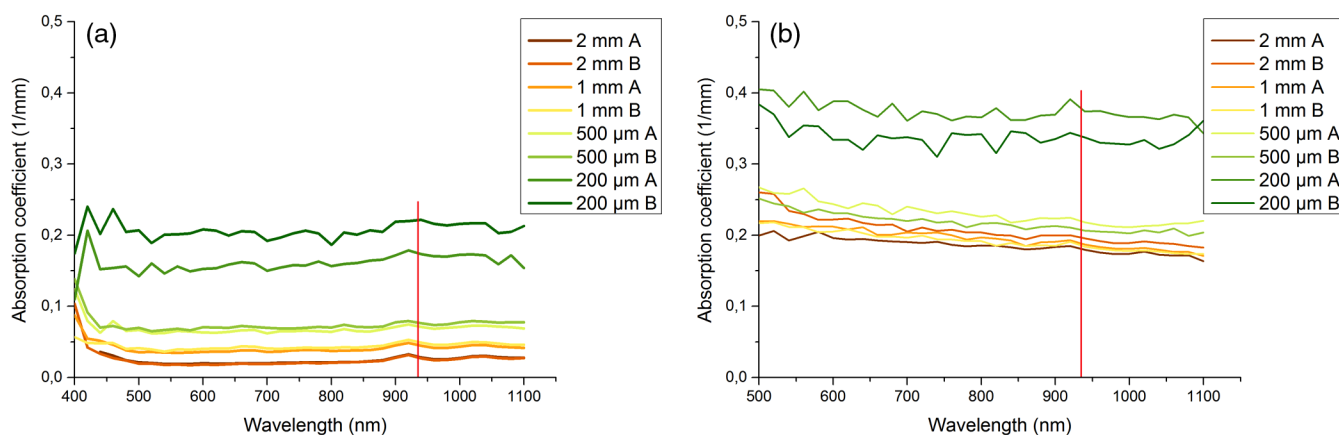 (a)
Absorption coefficient (1/mm)
0,5
0,4
0,3
0,2
0,1
0,0
400 500 600 700 800 900 1000 1100
Wavelength (nm)
2 mm A
2 mm B
1 mm A
1 mm B
500 µm A
500 µm B
200 µm A
200 µm B
(b)
Absorption coefficient (1/mm)
0,5
0,4
0,3
0,2
0,1
0,0
500 600 700 800 900 1000 1100
Wavelength (nm)
2 mm A
2 mm B
1 mm A
1 mm B
500 µm A
500 µm B
200 µm A
200 µm B